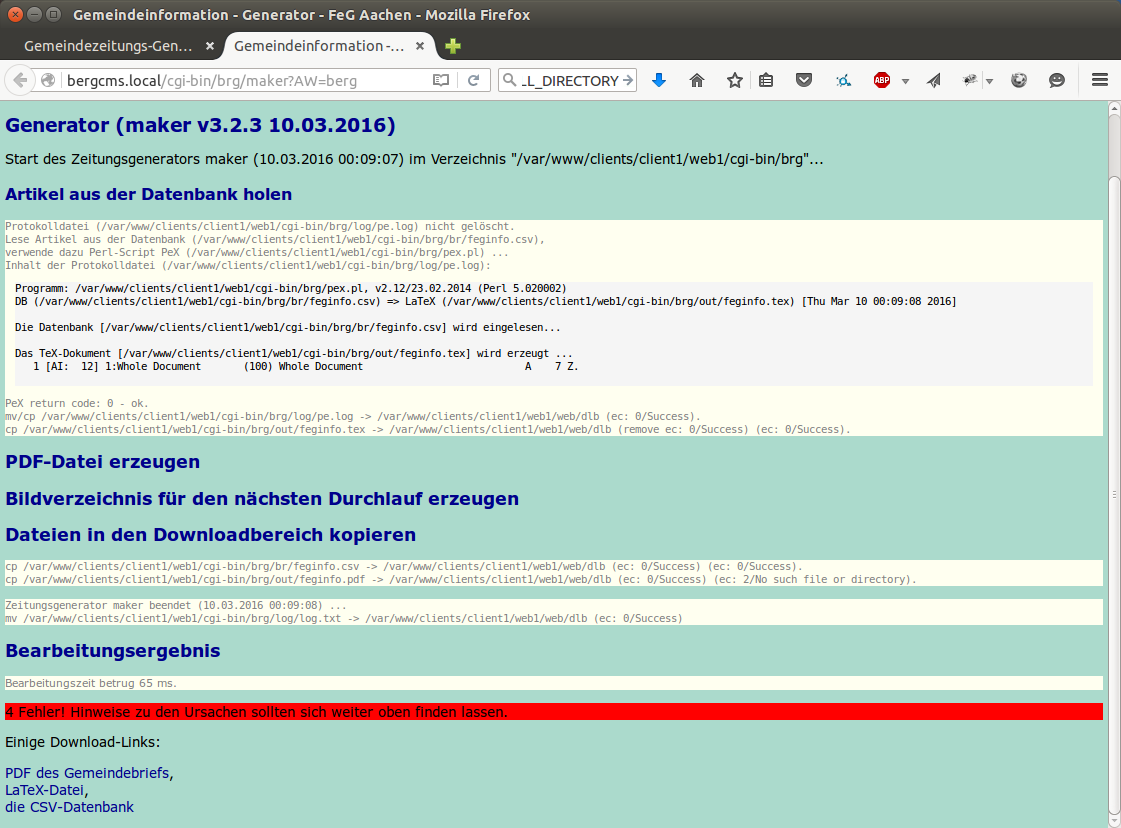 Gemeindeinformation - Generator - FeG Aachen - Mozilla Firefox
Gemeindezeitungs-Gen... × Gemeindeinformation -... ×
bergcms.local/cgi-bin/brg/maker?AW=berg ..L_DIRECTORY ABP
Generator (maker v3.2.3 10.03.2016)
Start des Zeitungsgenerators maker (10.03.2016 00:09:07) im Verzeichnis "/var/www/clients/client1/web1/cgi-bin/brg"...
Artikel aus der Datenbank holen
Protokolldatei (/var/www/clients/client1/web1/cgi-bin/brg/log/pe.log) nicht gelöscht.
Lese Artikel aus der Datenbank (/var/www/clients/client1/web1/cgi-bin/brg/br/feginfo.csv),
verwende dazu Perl-Script PeX (/var/www/clients/client1/web1/cgi-bin/brg/pex.pl) ...
Inhalt der Protokolldatei (/var/www/clients/client1/web1/cgi-bin/brg/log/pe.log):
Programm: /var/www/clients/client1/web1/cgi-bin/brg/pex.pl, v2.12/23.02.2014 (Perl 5.020002)
DB (/var/www/clients/client1/web1/cgi-bin/brg/br/feginfo.csv) => LaTeX (/var/www/clients/client1/web1/cgi-bin/brg/out/feginfo.tex) [Thu Mar 10 00:09:08 2016]
Die Datenbank [/var/www/clients/client1/web1/cgi-bin/brg/br/feginfo.csv] wird eingelesen...
Das TeX-Dokument [/var/www/clients/client1/web1/cgi-bin/brg/out/feginfo.tex] wird erzeugt ...
1 [AI: 12] 1:Whole Document (100) Whole Document A 7 Z.
PeX return code: 0 - ok.
mv/cp /var/www/clients/client1/web1/cgi-bin/brg/log/pe.log -> /var/www/clients/client1/web1/web/dlb (ec: 0/Success).
cp /var/www/clients/client1/web1/cgi-bin/brg/out/feginfo.tex -> /var/www/clients/client1/web1/web/dlb (remove ec: 0/Success) (ec: 0/Success).
PDF-Datei erzeugen
Bildverzeichnis für den nächsten Durchlauf erzeugen
Dateien in den Downloadbereich kopieren
cp /var/www/clients/client1/web1/cgi-bin/brg/br/feginfo.csv -> /var/www/clients/client1/web1/web/dlb (ec: 0/Success) (ec: 0/Success).
cp /var/www/clients/client1/web1/cgi-bin/brg/out/feginfo.pdf -> /var/www/clients/client1/web1/web/dlb (ec: 0/Success) (ec: 2/No such file or directory).
Zeitungsgenerator maker beendet (10.03.2016 00:09:08) ...
mv /var/www/clients/client1/web1/cgi-bin/brg/log/log.txt -> /var/www/clients/client1/web1/web/dlb (ec: 0/Success)
Bearbeitungsergebnis
Bearbeitungszeit betrug 65 ms.
4 Fehler! Hinweise zu den Ursachen sollten sich weiter oben finden lassen.
Einige Download-Links:
PDF des Gemeindebriefs,
LaTeX-Datei,
die CSV-Datenbank